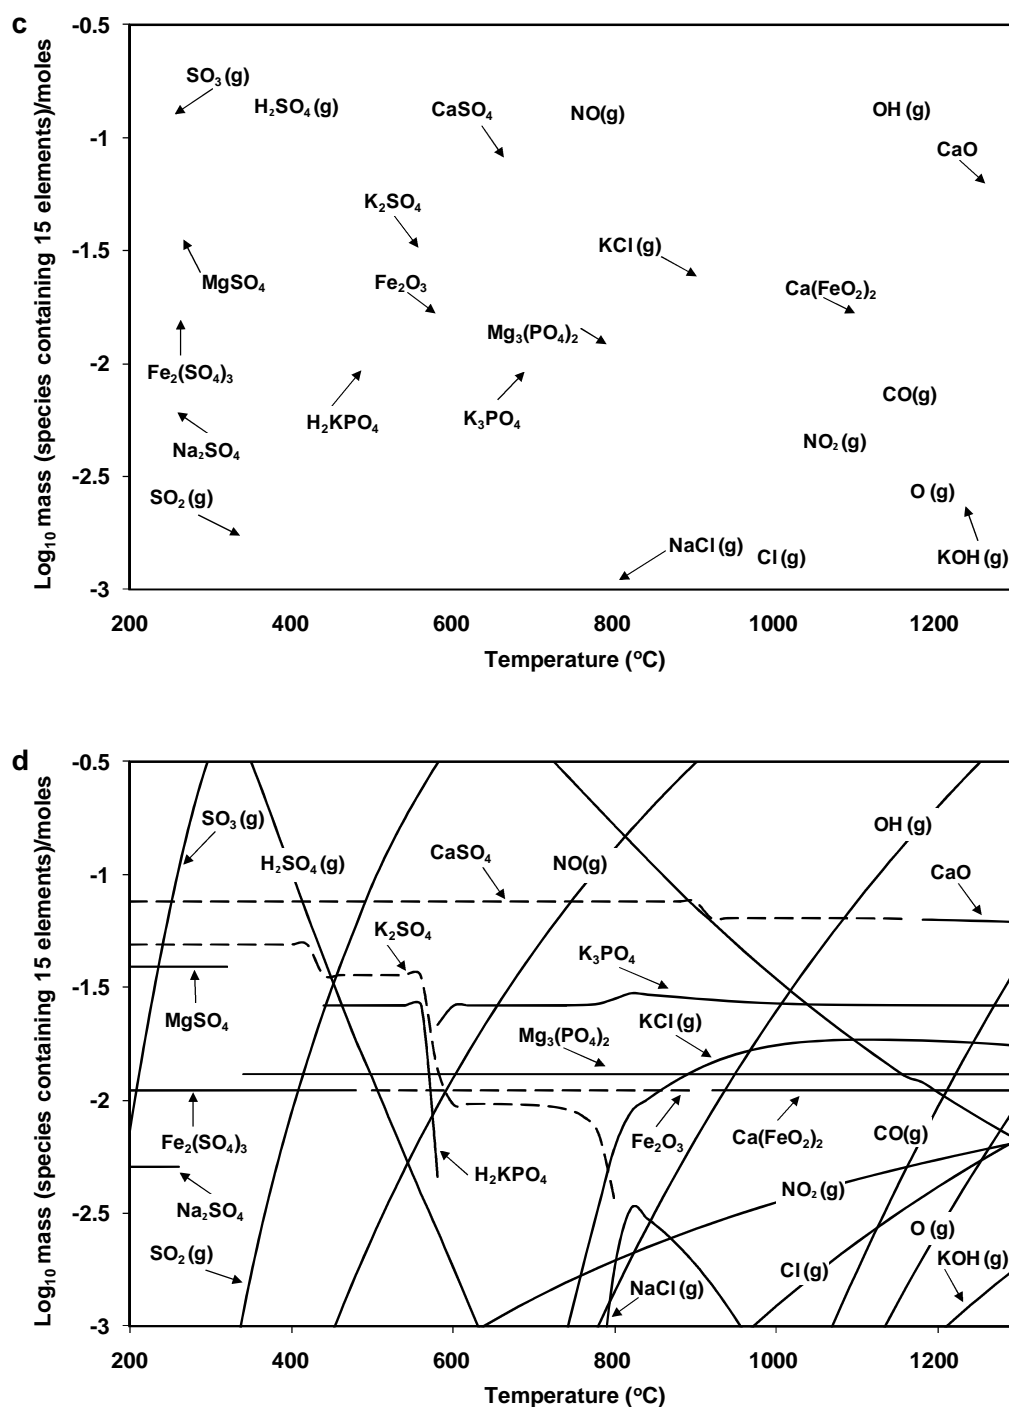 c
Log₁₀ mass (species containing 15 elements)/moles
-0.5
-1
-1.5
-2
-2.5
-3
SO₃ (g)
H₂SO₄ (g)
CaSO₄
NO(g)
OH (g)
CaO
K₂SO₄
KCl (g)
MgSO₄
Fe₂O₃
Ca(FeO₂)₂
Mg₃(PO₄)₂
Fe₂(SO₄)₃
CO(g)
H₂KPO₄
K₃PO₄
NO₂ (g)
Na₂SO₄
SO₂ (g)
O (g)
NaCl (g)
Cl (g)
KOH (g)
200 400 600 800 1000 1200
Temperature (°C)
d
Log₁₀ mass (species containing 15 elements)/moles
-0.5
-1
-1.5
-2
-2.5
-3
SO₃ (g)
OH (g)
H₂SO₄ (g)
CaSO₄
NO(g)
CaO
K₂SO₄
K₃PO₄
MgSO₄
KCl (g)
Mg₃(PO₄)₂
Fe₂(SO₄)₃
Fe₂O₃
Ca(FeO₂)₂
CO(g)
H₂KPO₄
NO₂ (g)
Na₂SO₄
O (g)
SO₂ (g)
KOH (g)
Cl (g)
NaCl (g)
200 400 600 800 1000 1200
Temperature (°C)